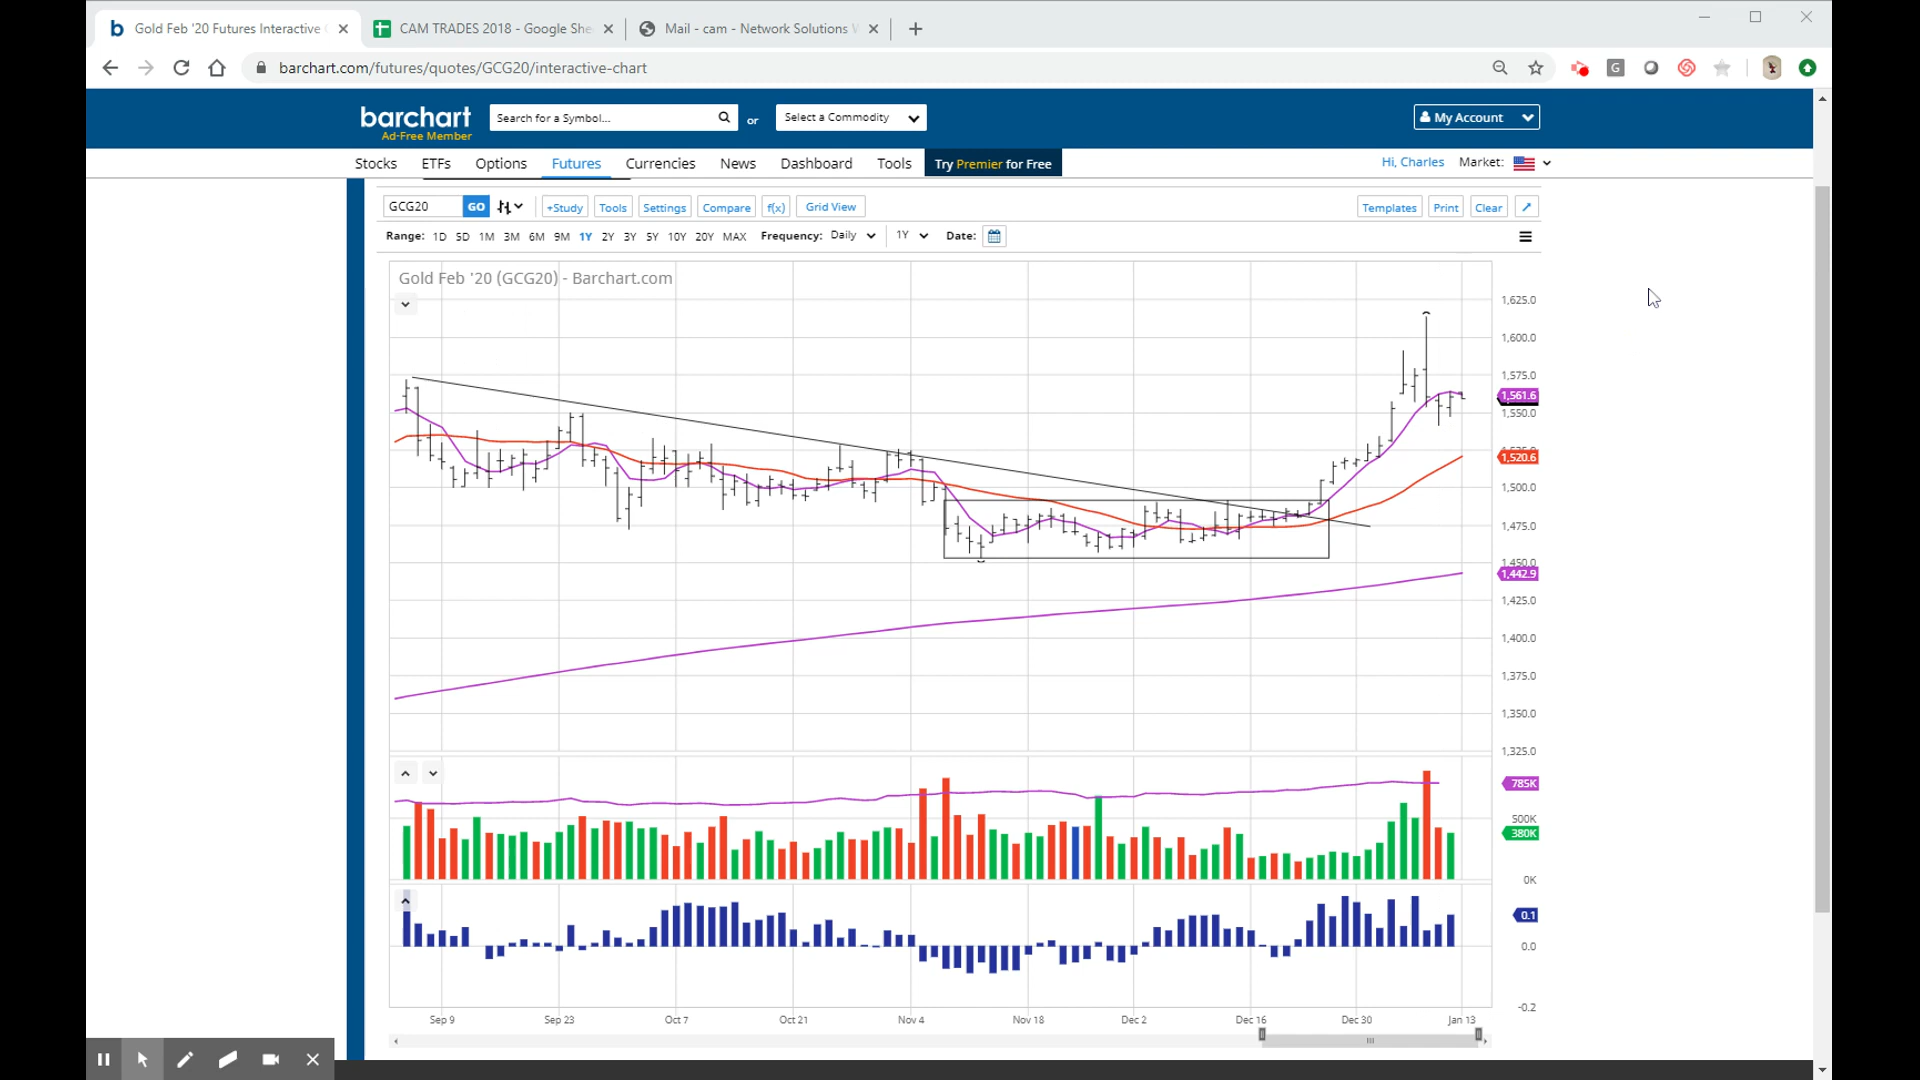 Gold Feb '20 Futures Interactive
CAM TRADES 2018 - Google She
Mail - cam - Network Solutions
barchart.com/futures/quotes/GCG20/interactive-chart
barchart
Ad-Free Member
Search for a Symbol...
or
Select a Commodity
My Account
Stocks ETFs Options Futures Currencies News Dashboard Tools Try Premier for Free
Hi, Charles Market:
GCG20 GO +Study Tools Settings Compare f(x) Grid View Templates Print Clear
Range: 1D 5D 1M 3M 6M 9M 1Y 2Y 3Y 5Y 10Y 20Y MAX Frequency: Daily 1Y Date:
Gold Feb '20 (GCG20) - Barchart.com
1,625.0
1,600.0
1,575.0
1,561.6
1,550.0
1,520.6
1,500.0
1,475.0
1,450.0
1,442.9
1,425.0
1,400.0
1,375.0
1,350.0
1,325.0
785K
500K
380K
0K
0.1
0.0
-0.2
Sep 9 Sep 23 Oct 7 Oct 21 Nov 4 Nov 18 Dec 2 Dec 16 Dec 30 Jan 13